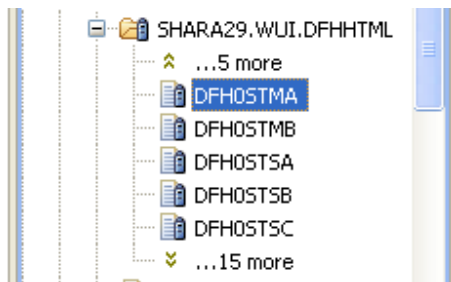 SHARA29.WUI.DFHHTML
...5 more
DFH0STMA
DFH0STMB
DFH0STSA
DFH0STSB
DFH0STSC
...15 more